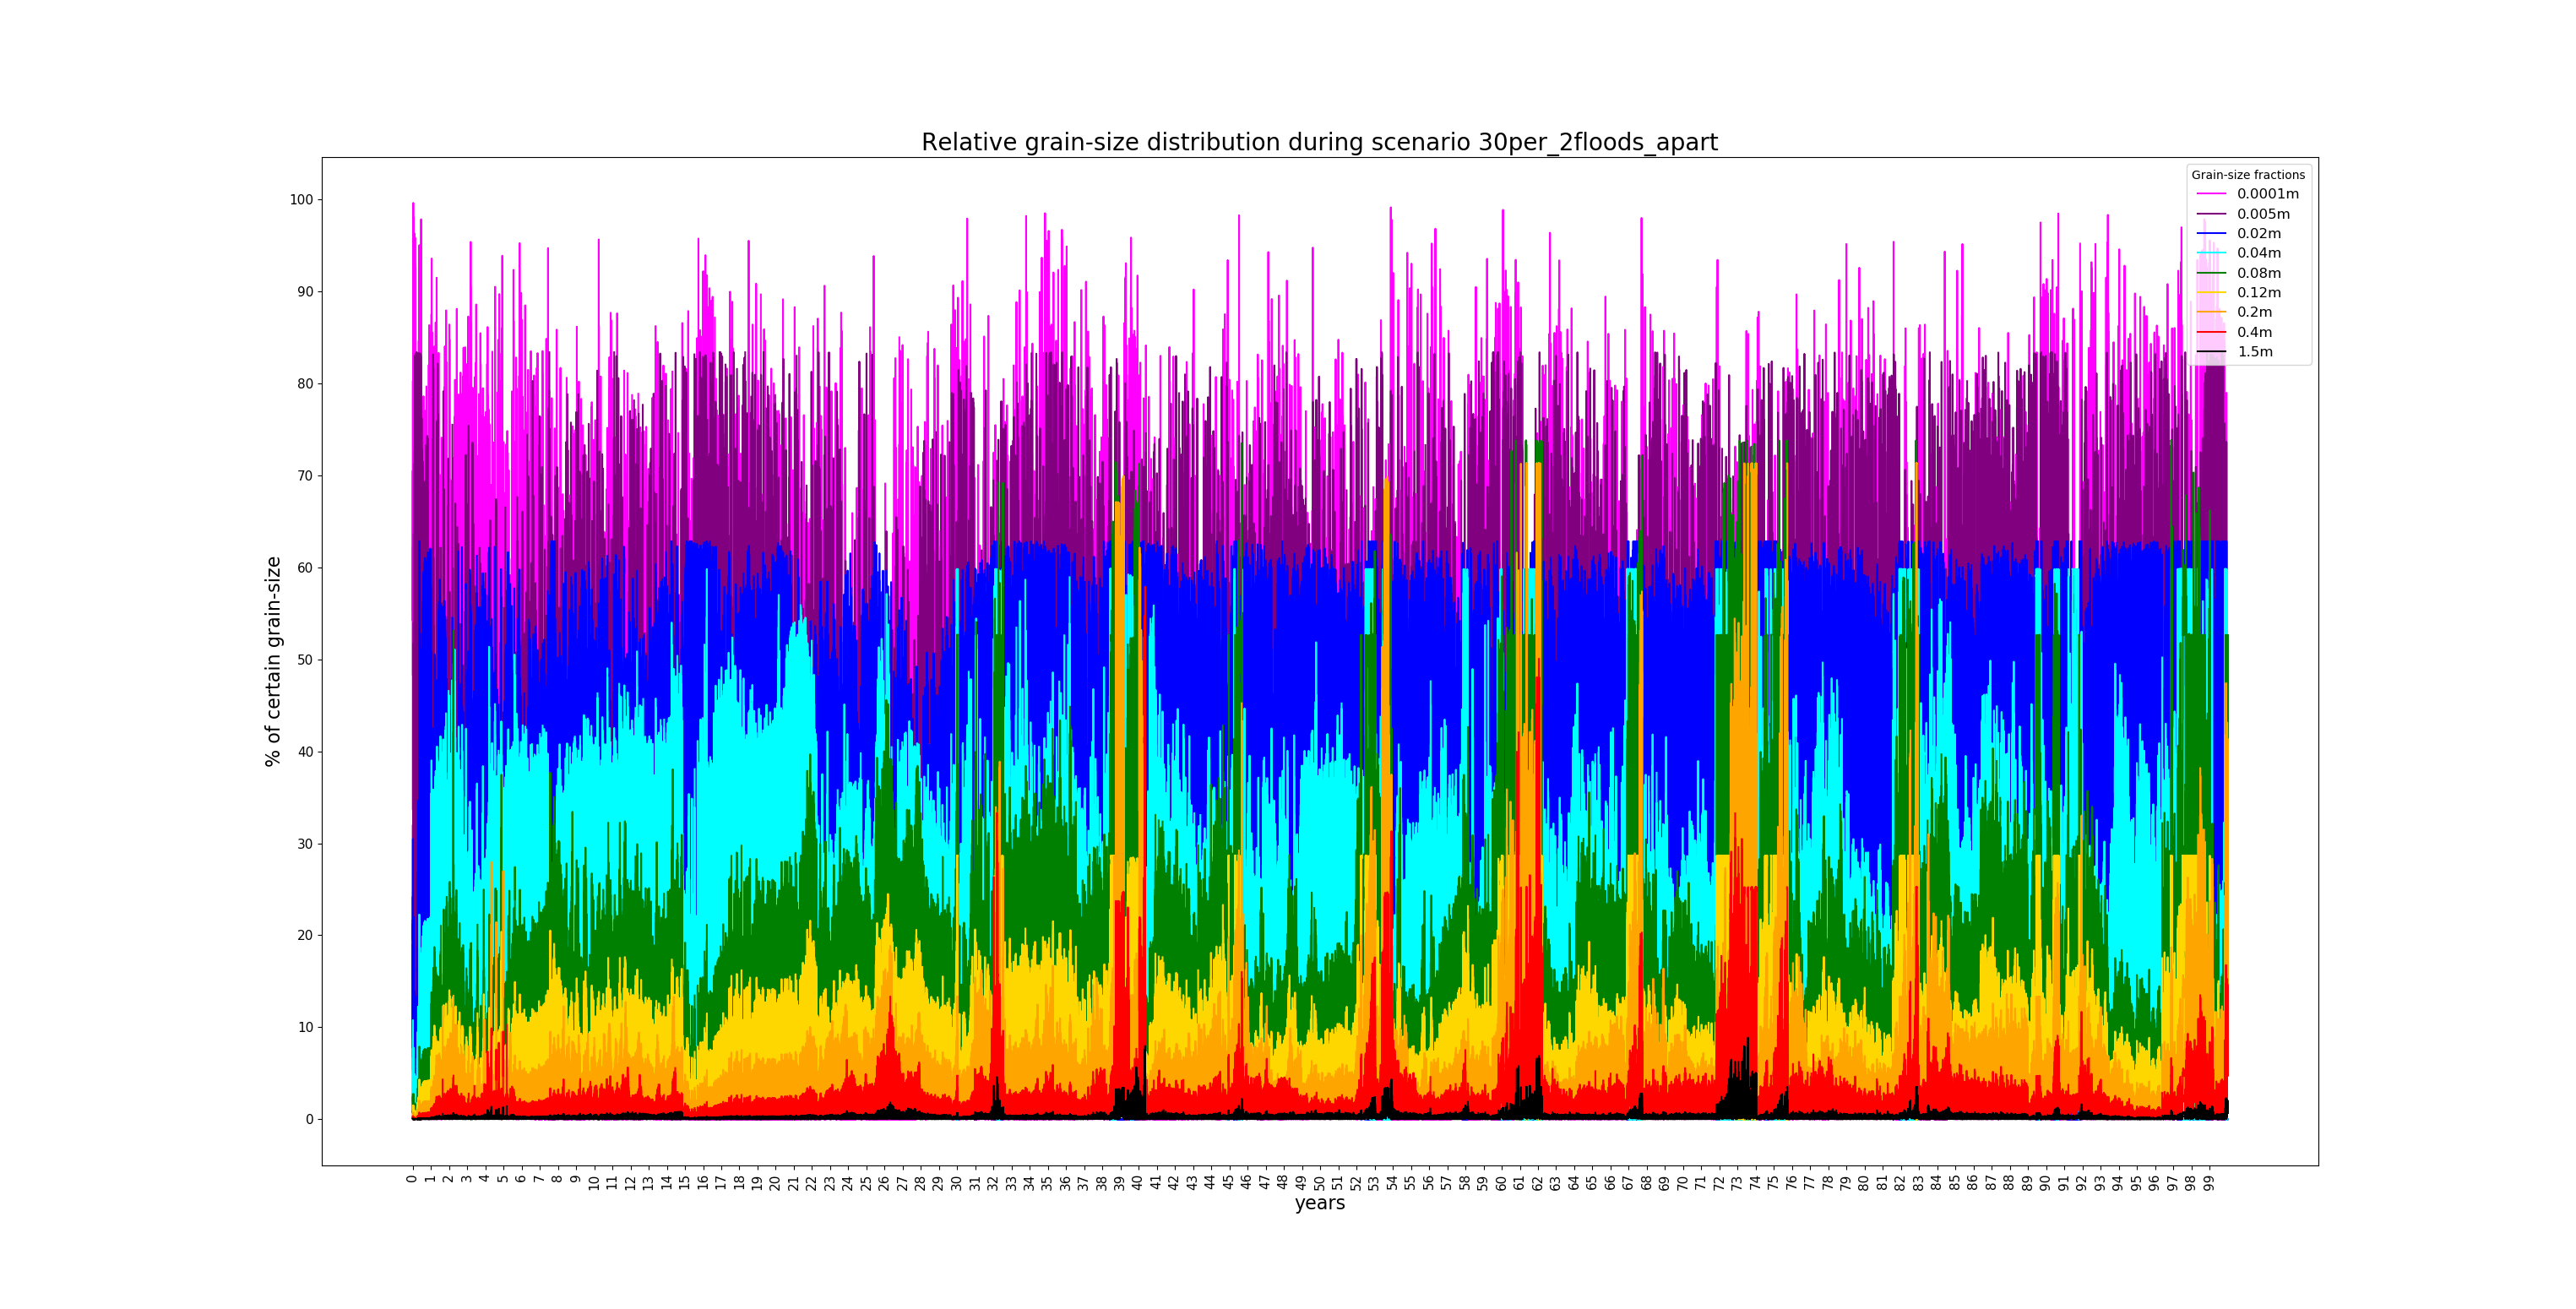 Relative grain-size distribution during scenario 30per_2floods_apart
Grain-size fractions
0.0001m
0.005m
0.02m
0.04m
0.08m
0.12m
0.2m
0.4m
1.5m
% of certain grain-size
100
90
80
70
60
50
40
30
20
10
0
0 1 2 3 4 5 6 7 8 9 10 11 12 13 14 15 16 17 18 19 20 21 22 23 24 25 26 27 28 29 30 31 32 33 34 35 36 37 38 39 40 41 42 43 44 45 46 47 48 49 50 51 52 53 54 55 56 57 58 59 60 61 62 63 64 65 66 67 68 69 70 71 72 73 74 75 76 77 78 79 80 81 82 83 84 85 86 87 88 89 90 91 92 93 94 95 96 97 98 99
years